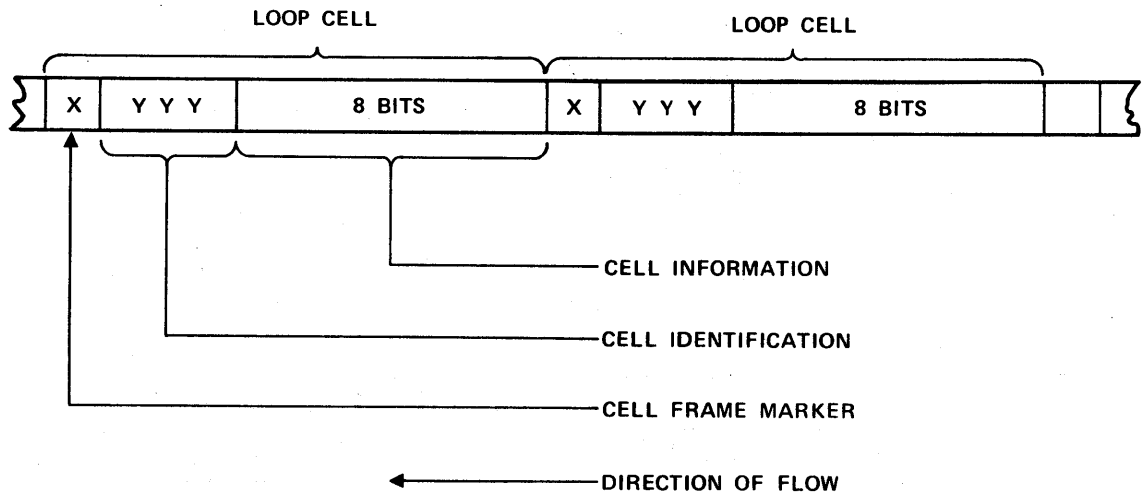 LOOP CELL
LOOP CELL
X Y Y Y 8 BITS X Y Y Y 8 BITS
CELL INFORMATION
CELL IDENTIFICATION
CELL FRAME MARKER
DIRECTION OF FLOW